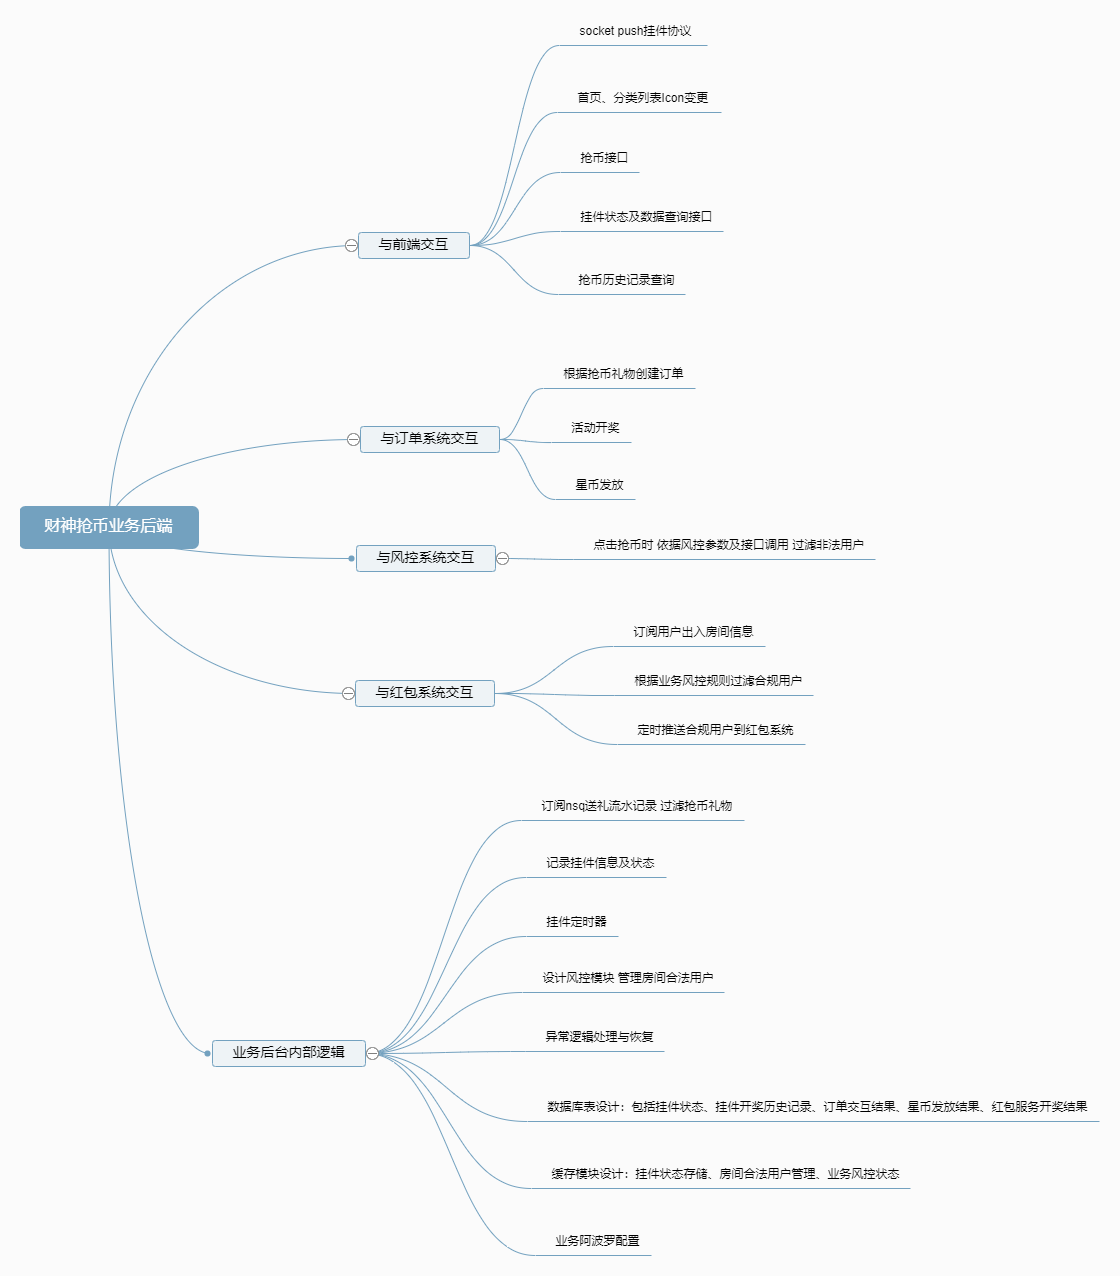 socket push挂件协议
首页、分类列表Icon变更
抢币接口
挂件状态及数据查询接口
与前端交互
抢币历史记录查询
根据抢币礼物创建订单
活动开奖
与订单系统交互
星币发放
财神抢币业务后端
点击抢币时 依据风控参数及接口调用 过滤非法用户
与风控系统交互
订阅用户出入房间信息
根据业务风控规则过滤合规用户
与红包系统交互
定时推送合规用户到红包系统
订阅nsq送礼流水记录 过滤抢币礼物
记录挂件信息及状态
挂件定时器
设计风控模块 管理房间合法用户
异常逻辑处理与恢复
业务后台内部逻辑
数据库表设计：包括挂件状态、挂件开奖历史记录、订单交互结果、星币发放结果、红包服务开奖结果
缓存模块设计：挂件状态存储、房间合法用户管理、业务风控状态
业务阿波罗配置